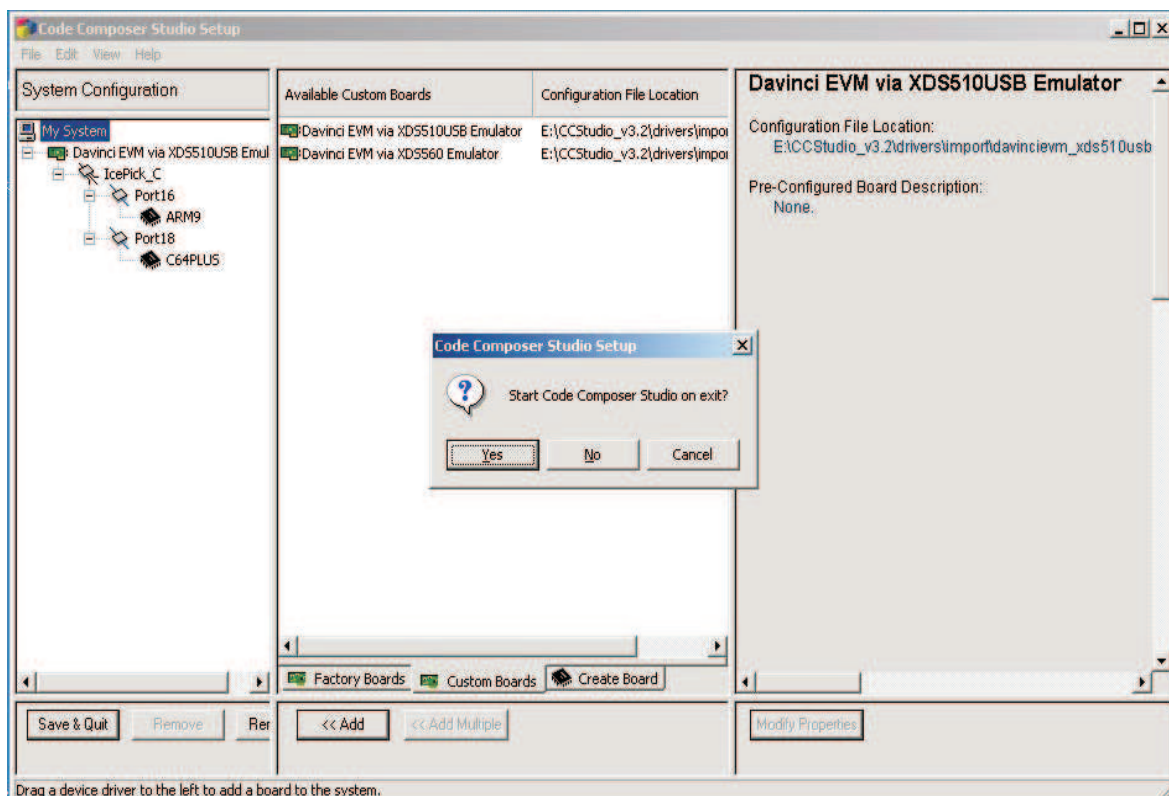 Code Composer Studio Setup
File Edit View Help
System Configuration
Available Custom Boards
Configuration File Location
My System
Davinci EVM via XDS510USB Emul
IcePick_C
Port16
ARM9
Port18
C64PLUS
Davinci EVM via XDS510USB Emulator E:\CCStudio_v3.2\drivers\impor
Davinci EVM via XDS560 Emulator E:\CCStudio_v3.2\drivers\impor
Davinci EVM via XDS510USB Emulator
Configuration File Location:
E:\CCStudio_v3.2\drivers\import\davincievm_xds510usb
Pre-Configured Board Description:
None.
Code Composer Studio Setup
Start Code Composer Studio on exit?
Yes
No
Cancel
Factory Boards
Custom Boards
Create Board
Save & Quit
Remove
Rer
<< Add
<< Add Multiple
Modify Properties
Drag a device driver to the left to add a board to the system.